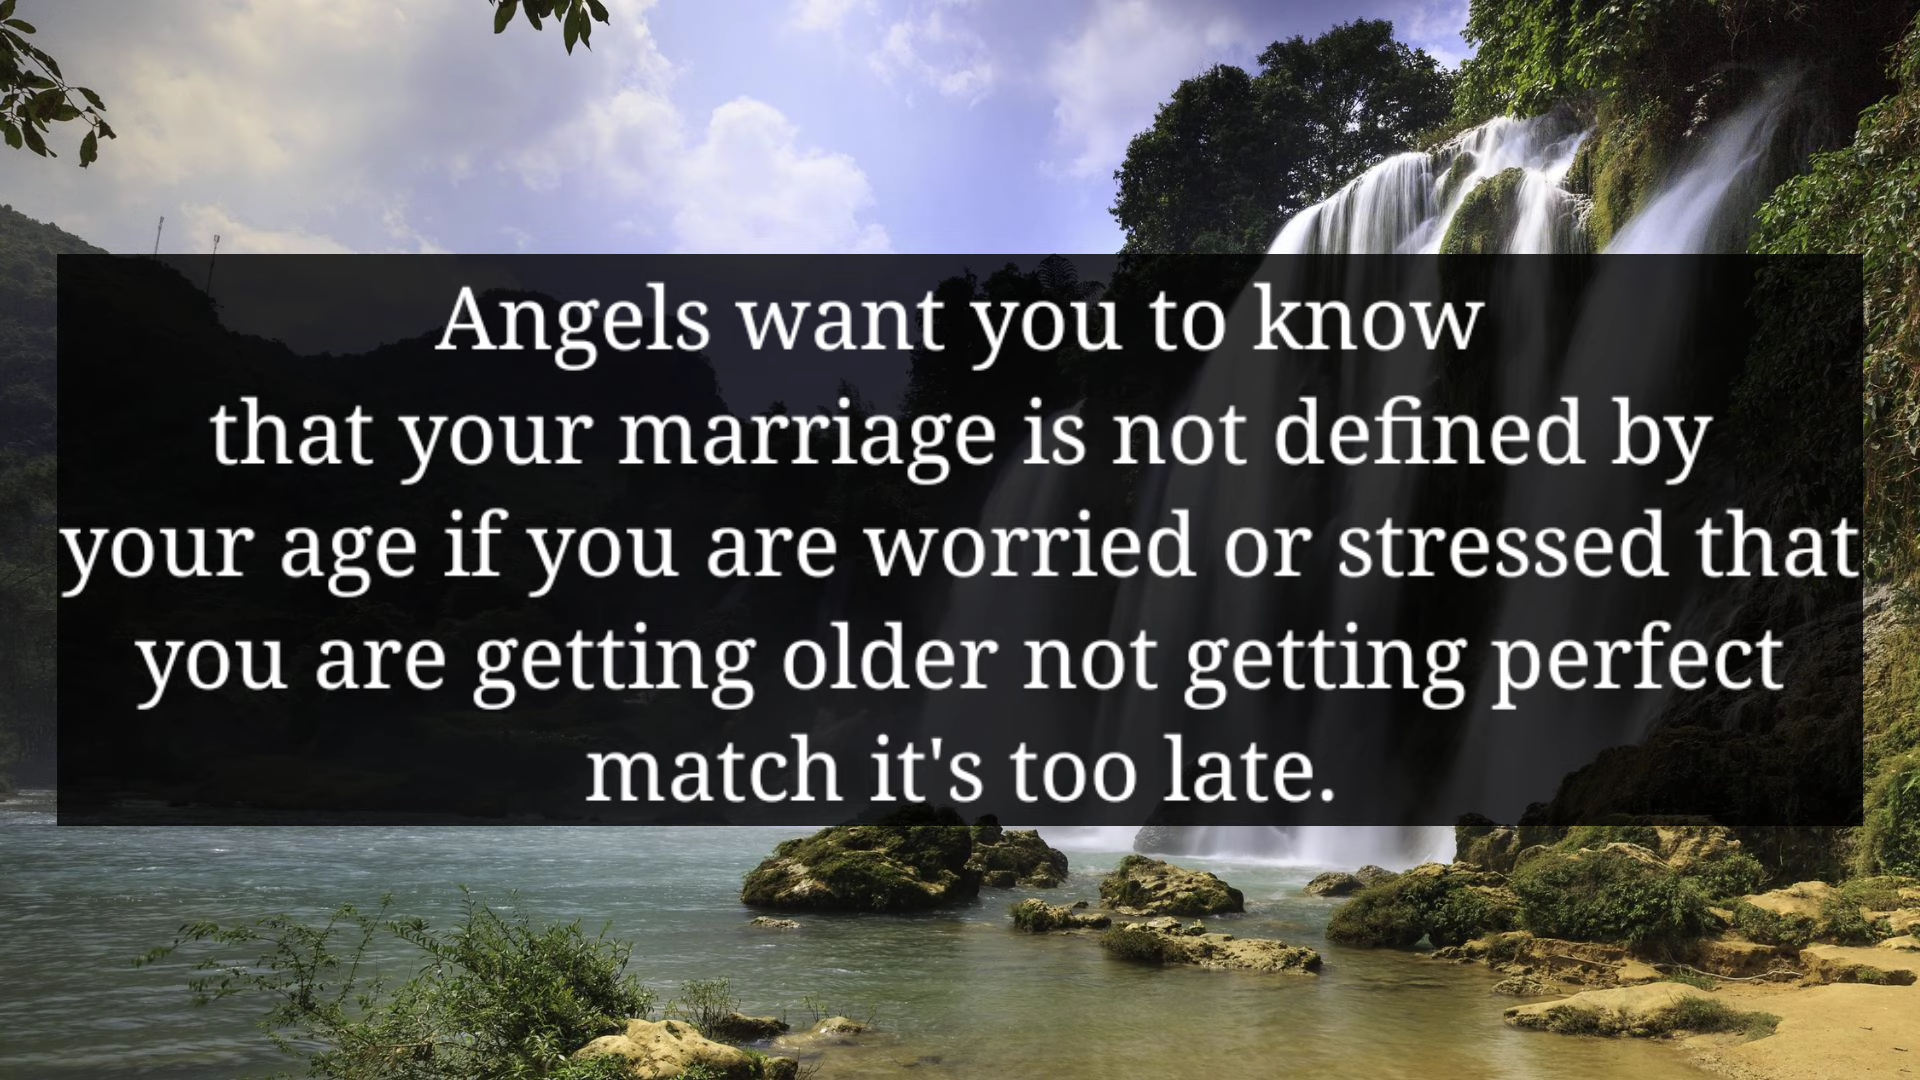 Angels want you to know
that your marriage is not defined by
your age if you are worried or stressed that
you are getting older not getting perfect
match it's too late.